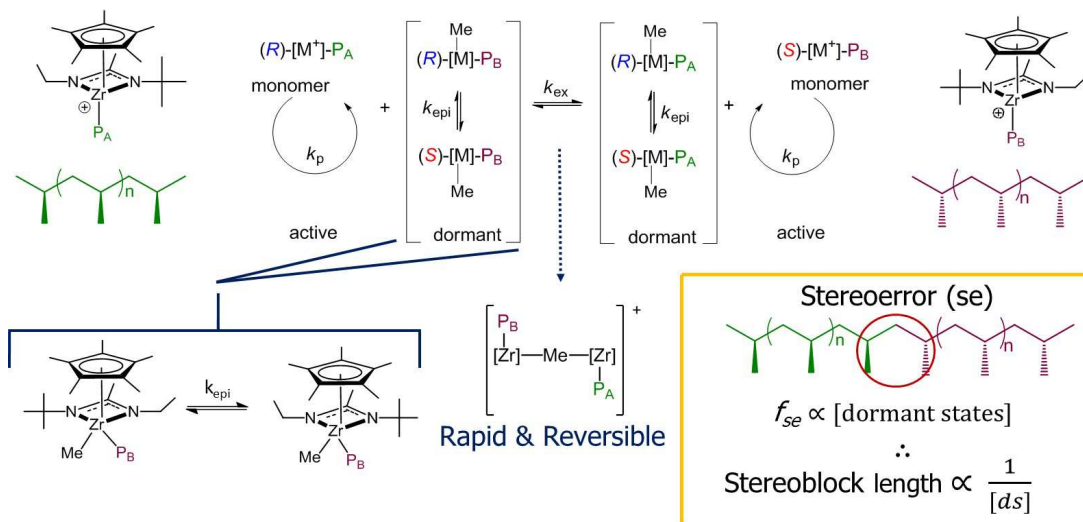 N
N
Zr
⊕
P_A
n
(R)-[M⁺]-P_A
monomer
k_p
active
+
Me
(R)-[M]-P_B
k_epi
(S)-[M]-P_B
Me
dormant
k_ex
Me
(R)-[M]-P_A
k_epi
(S)-[M]-P_A
Me
dormant
+
(S)-[M⁺]-P_B
monomer
k_p
active
N
N
Zr
⊕
P_B
n
N
N
Zr
Me
P_B
k_epi
N
N
Zr
Me
P_B
+
P_B
[Zr]—Me—[Zr]
P_A
Rapid & Reversible
Stereoerror (se)
n
n
f_se ∝ [dormant states]
∴
Stereoblock length ∝ 1/[ds]